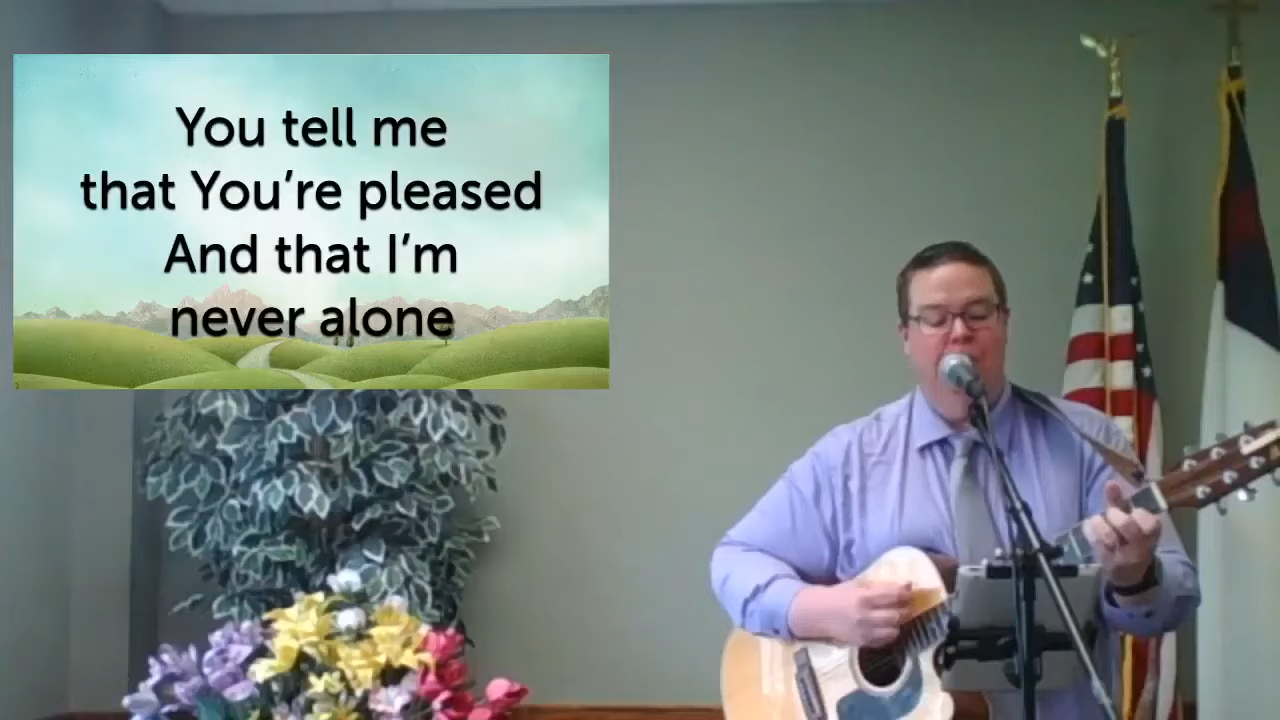 You tell me
that You’re pleased
And that I’m
never alone